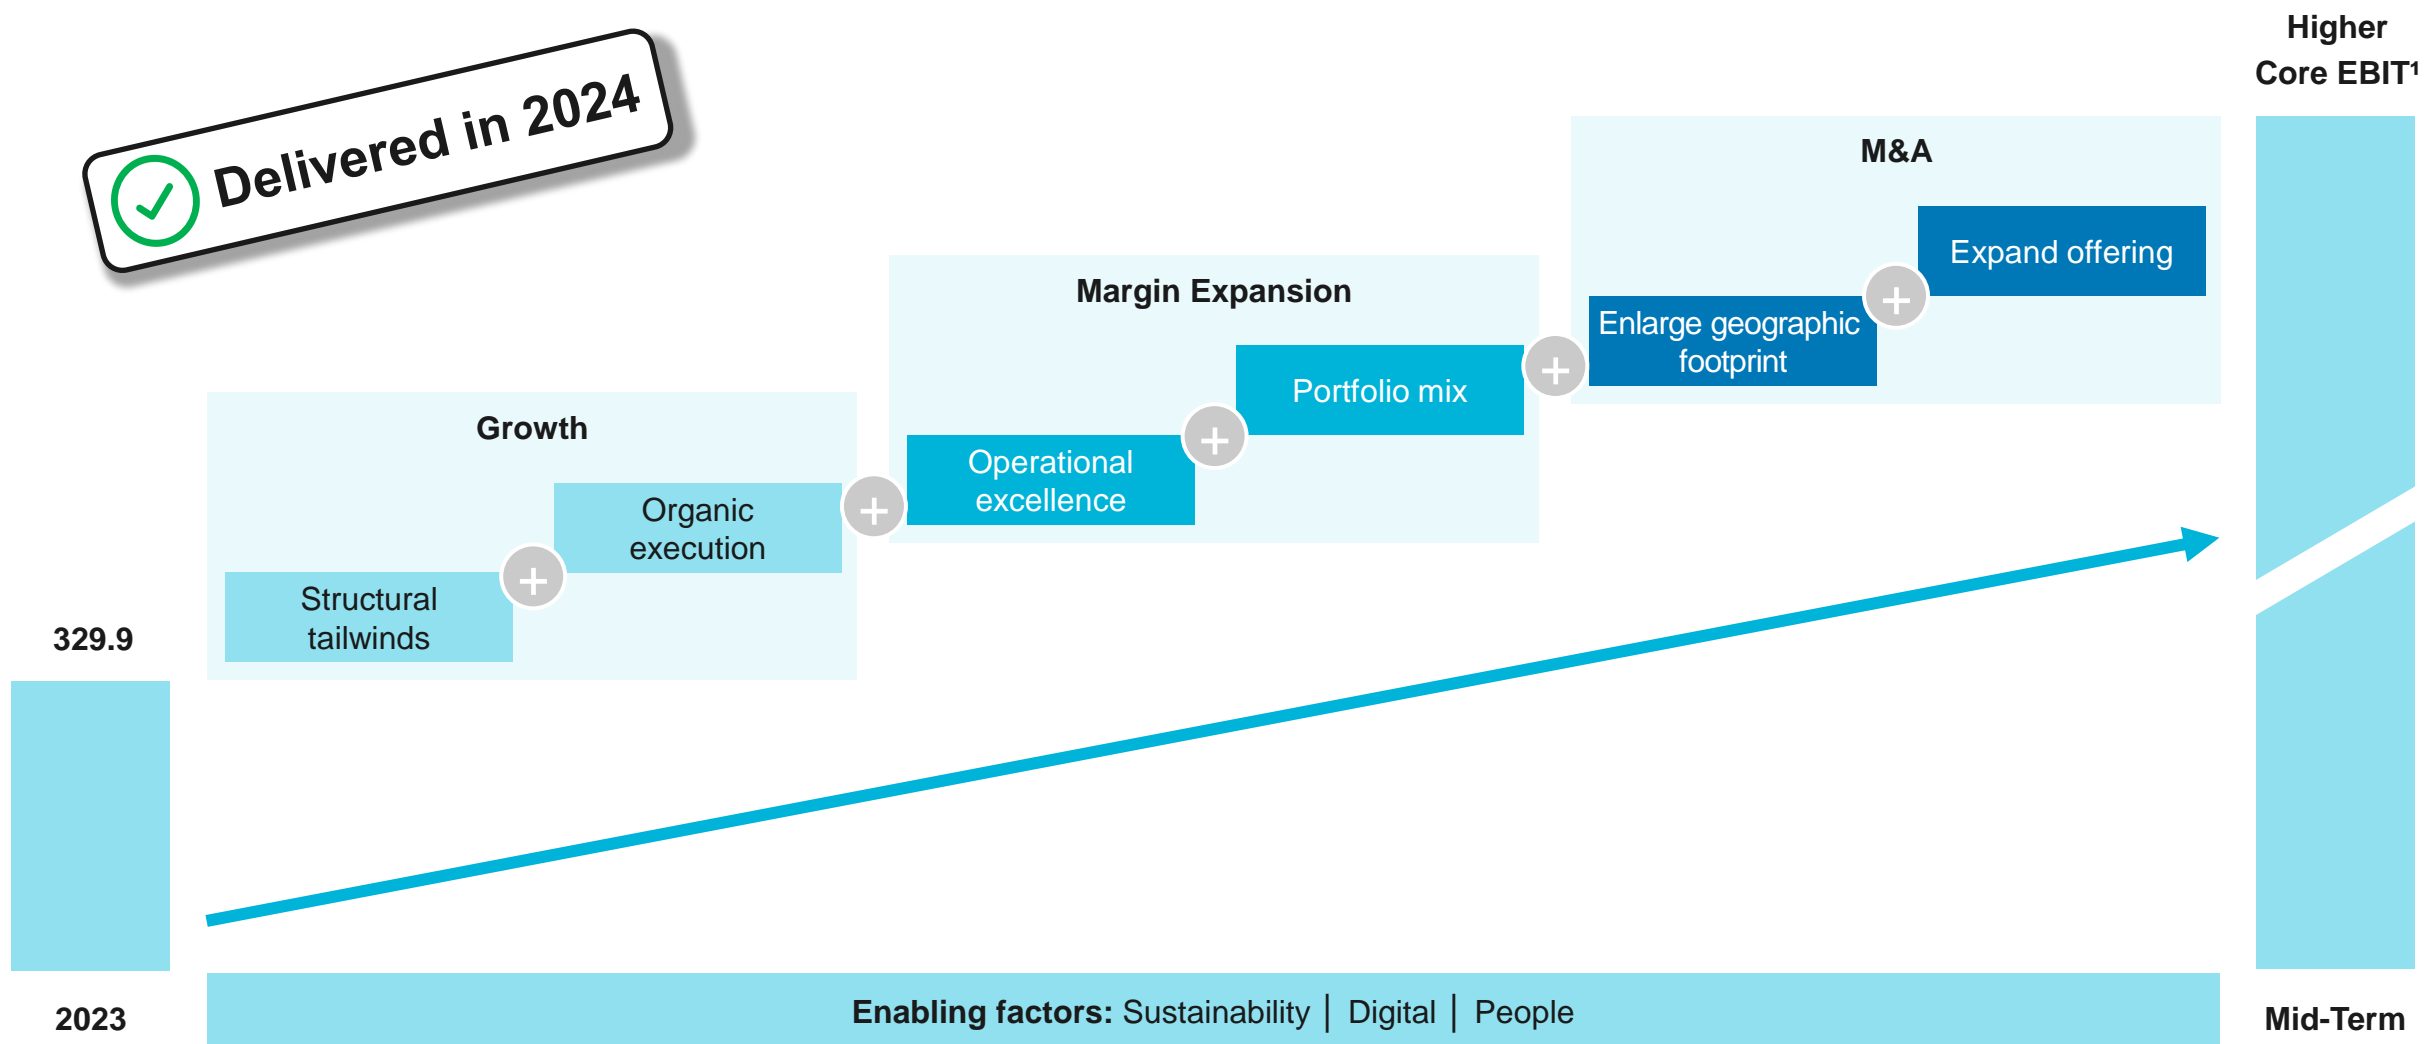 Higher
Core EBIT¹
Delivered in 2024
M&A
Expand offering
Enlarge geographic
footprint
Margin Expansion
Portfolio mix
Operational
excellence
Growth
Organic
execution
Structural
tailwinds
+
+
+
+
+
329.9
2023
Enabling factors: Sustainability | Digital | People
Mid-Term